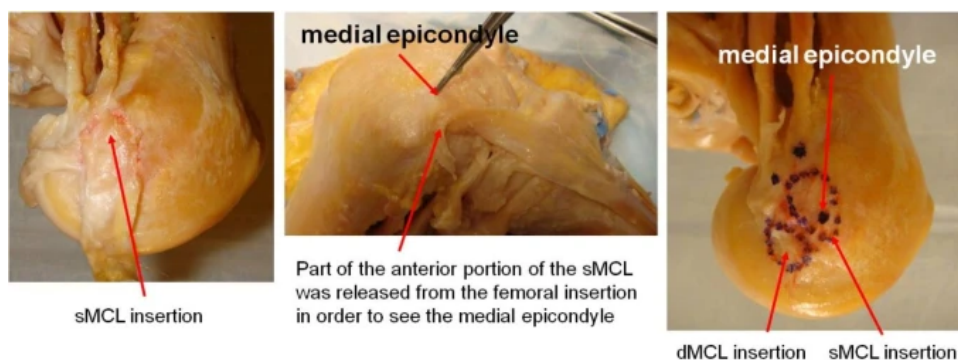 medial epicondyle
medial epicondyle
sMCL insertion
Part of the anterior portion of the sMCL
was released from the femoral insertion
in order to see the medial epicondyle
dMCL insertion
sMCL insertion